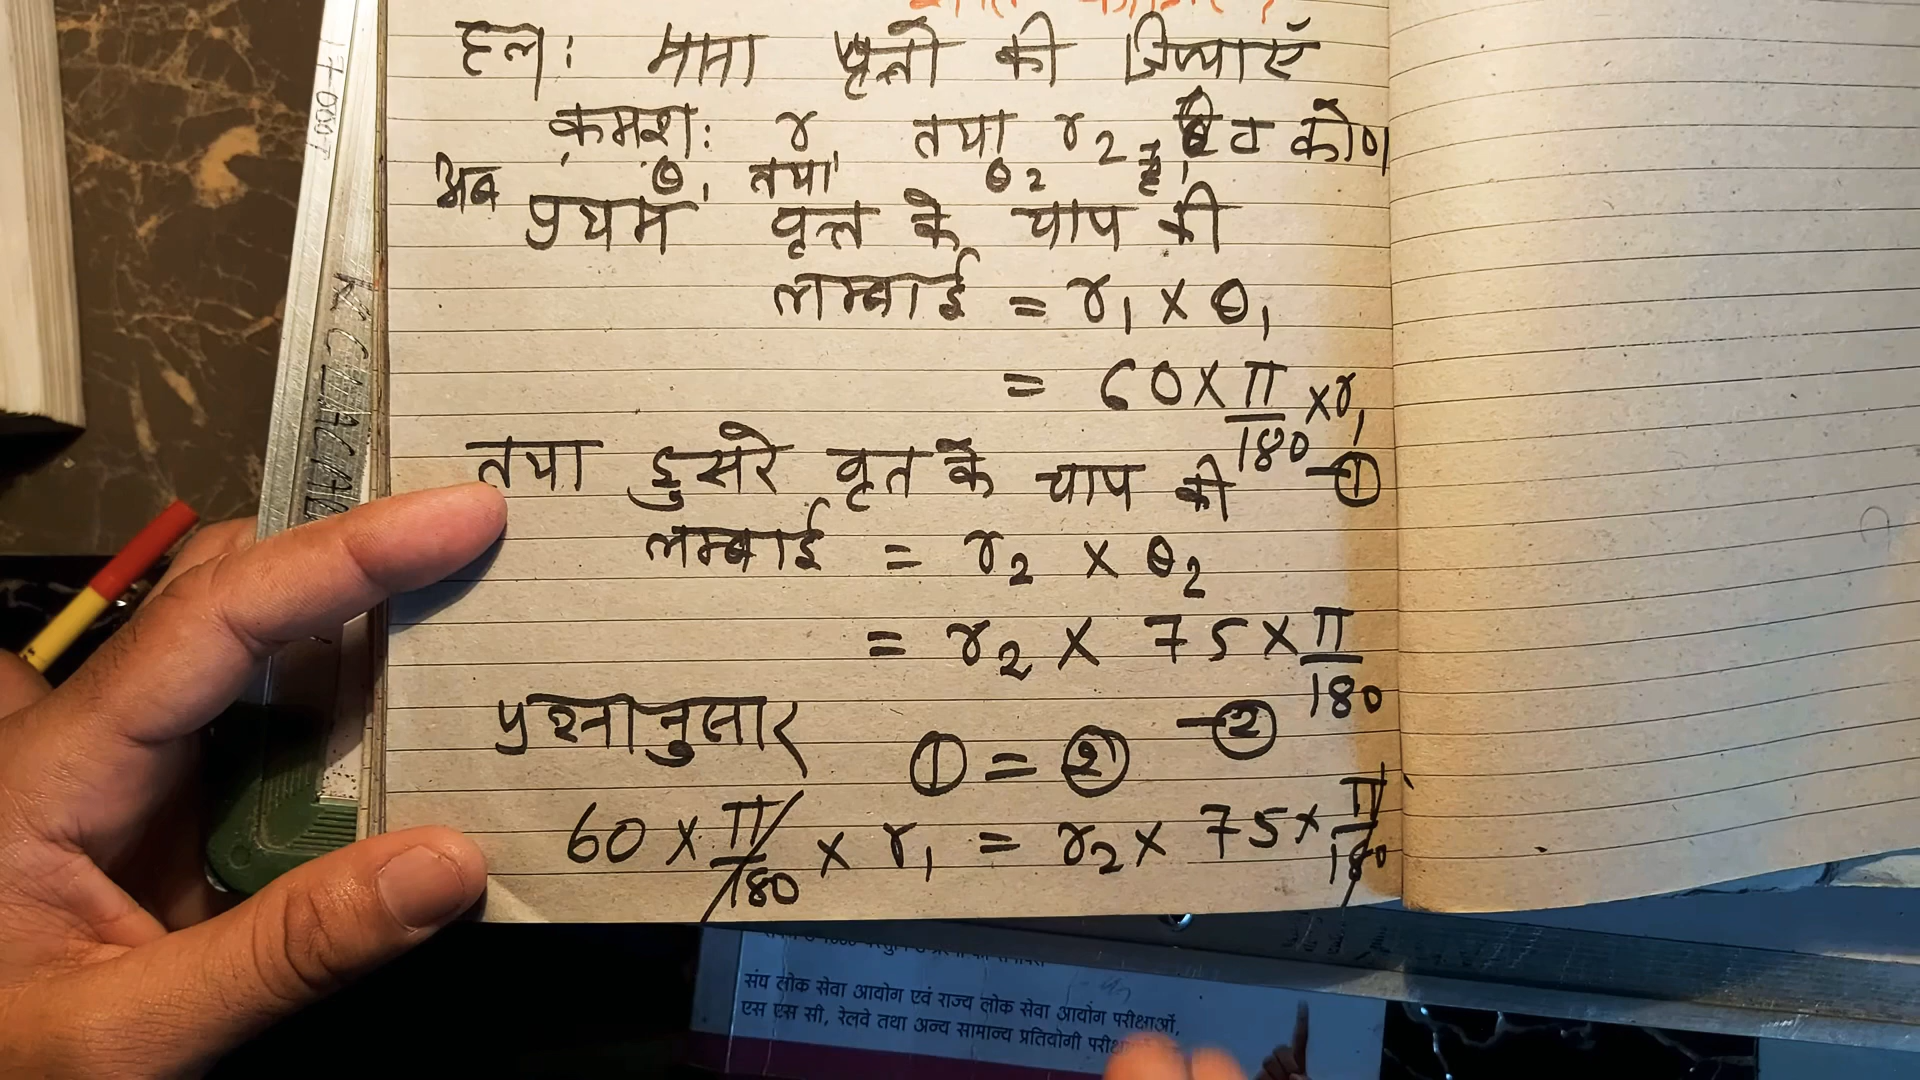 हल: माना वृत्तो की त्रिज्याएँ
क्रमश: r तथा r2 है, व कोण
θ1 तथा θ2
अब प्रथम वृत्त के चाप की
लम्बाई = r1 × θ1
= 60 × π/180 × r1 -①
तथा दुसरे वृत के चाप की
लम्बाई = r2 × θ2
= r2 × 75 × π/180 -②
प्रश्नानुसार ① = ②
60 × π/180 × r1 = r2 × 75 × π/180
संघ लोक सेवा आयोग एवं राज्य लोक सेवा आयोग परीक्षाओं,
एस एस सी, रेलवे तथा अन्य सामान्य प्रतियोगी